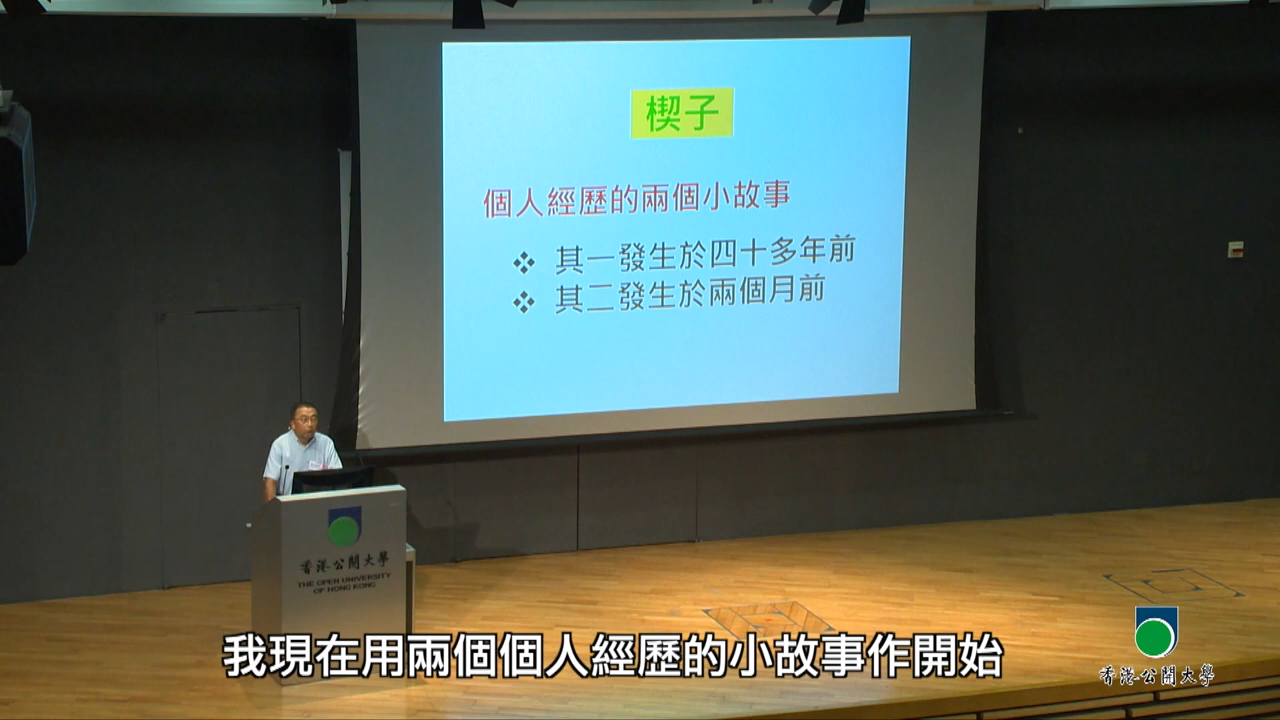 楔子
個人經歷的兩個小故事
❖ 其一發生於四十多年前
❖ 其二發生於兩個月前
香港公開大學
THE OPEN UNIVERSITY
OF HONG KONG
我現在用兩個個人經歷的小故事作開始
香港公開大學